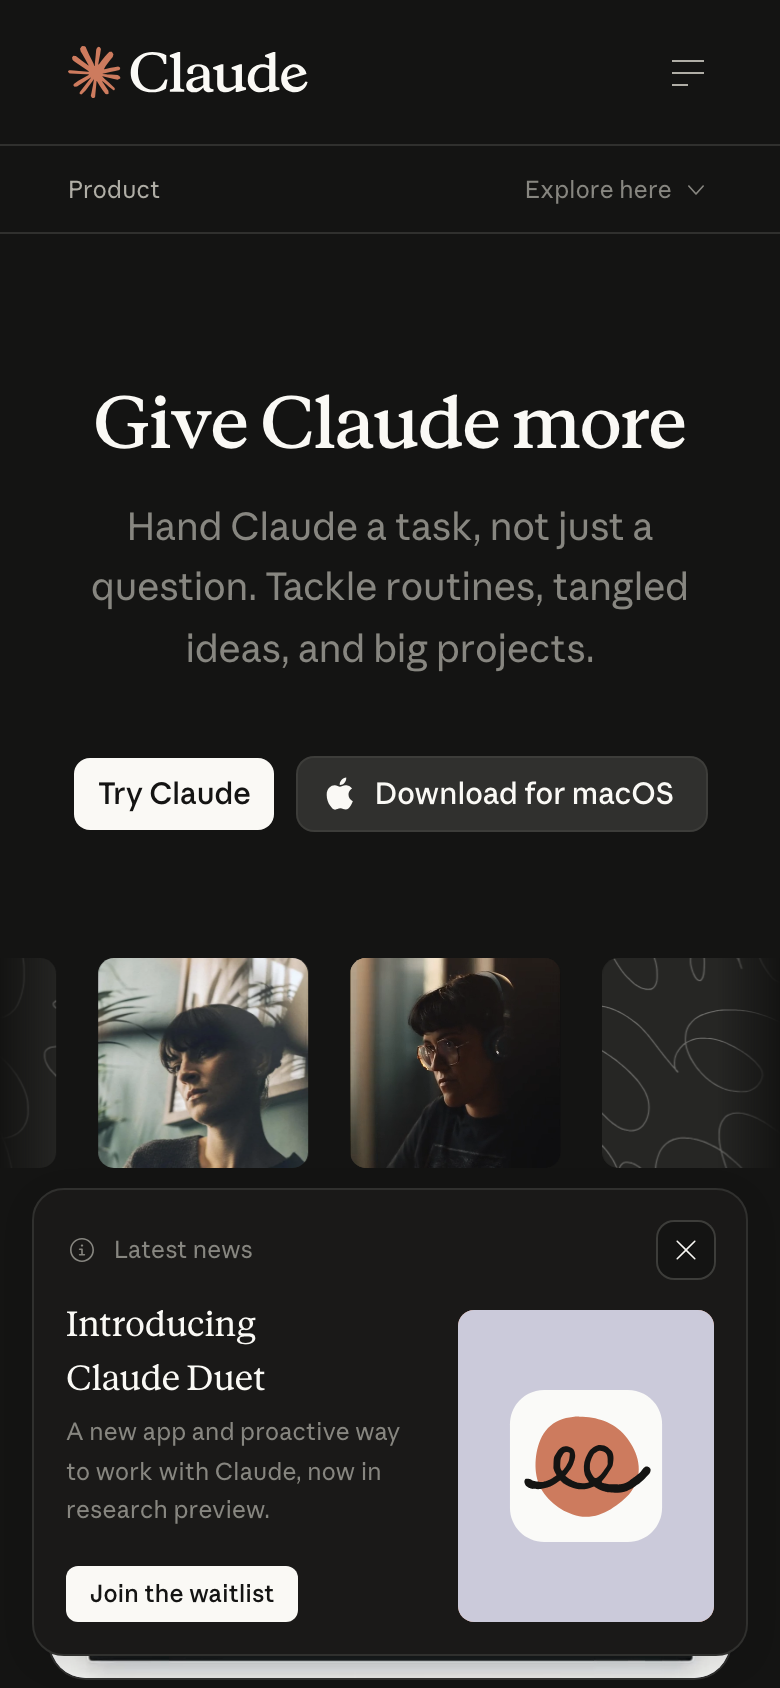 Claude
Product
Explore here
Give Claude more
Hand Claude a task, not just a
question. Tackle routines, tangled
ideas, and big projects.
Try Claude
Download for macOS
Latest news
Introducing
Claude Duet
A new app and proactive way
to work with Claude, now in
research preview.
Join the waitlist